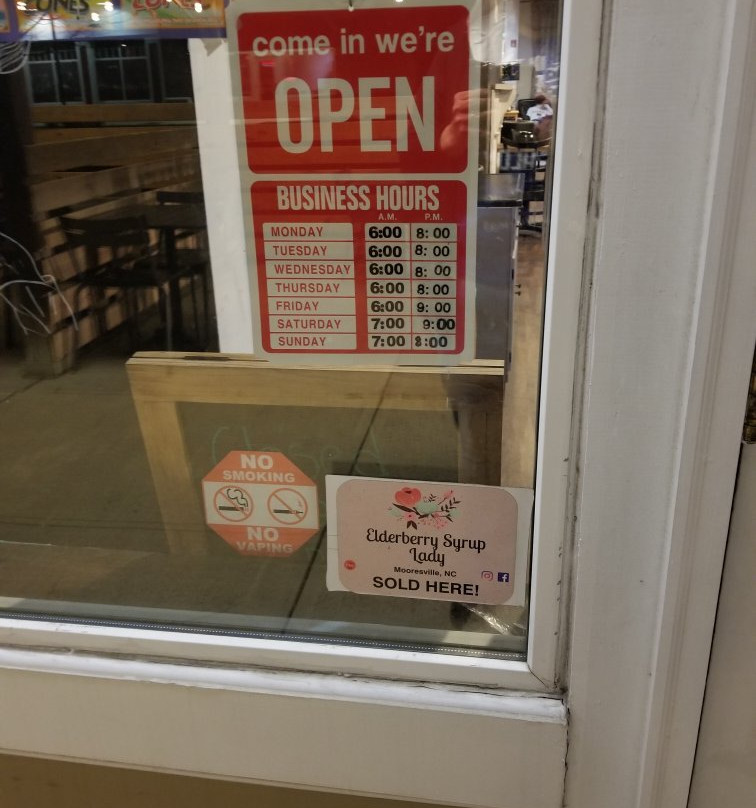 come in we're
OPEN
BUSINESS HOURS
A.M. P.M.
MONDAY 6:00 8:00
TUESDAY 6:00 8:00
WEDNESDAY 6:00 8:00
THURSDAY 6:00 8:00
FRIDAY 6:00 9:00
SATURDAY 7:00 9:00
SUNDAY 7:00 8:00
Closed
NO
SMOKING
NO
VAPING
Elderberry Syrup
Lady
Mooresville, NC
SOLD HERE!